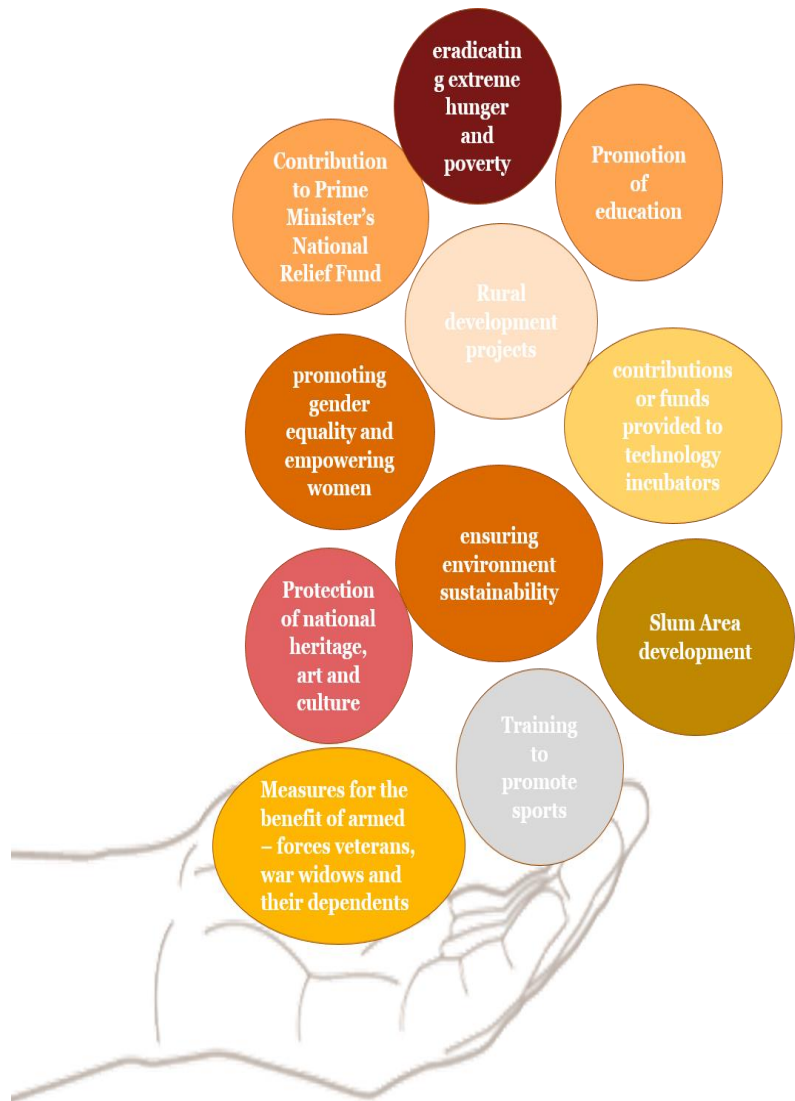 eradicatin
g extreme
hunger
and
poverty
Contribution
to Prime
Minister’s
National
Relief Fund
Promotion
of
education
Rural
development
projects
promoting
gender
equality and
empowering
women
contributions
or funds
provided to
technology
incubators
ensuring
environment
sustainability
Protection
of national
heritage,
art and
culture
Slum Area
development
Training
to
promote
sports
Measures for the
benefit of armed
– forces veterans,
war widows and
their dependents